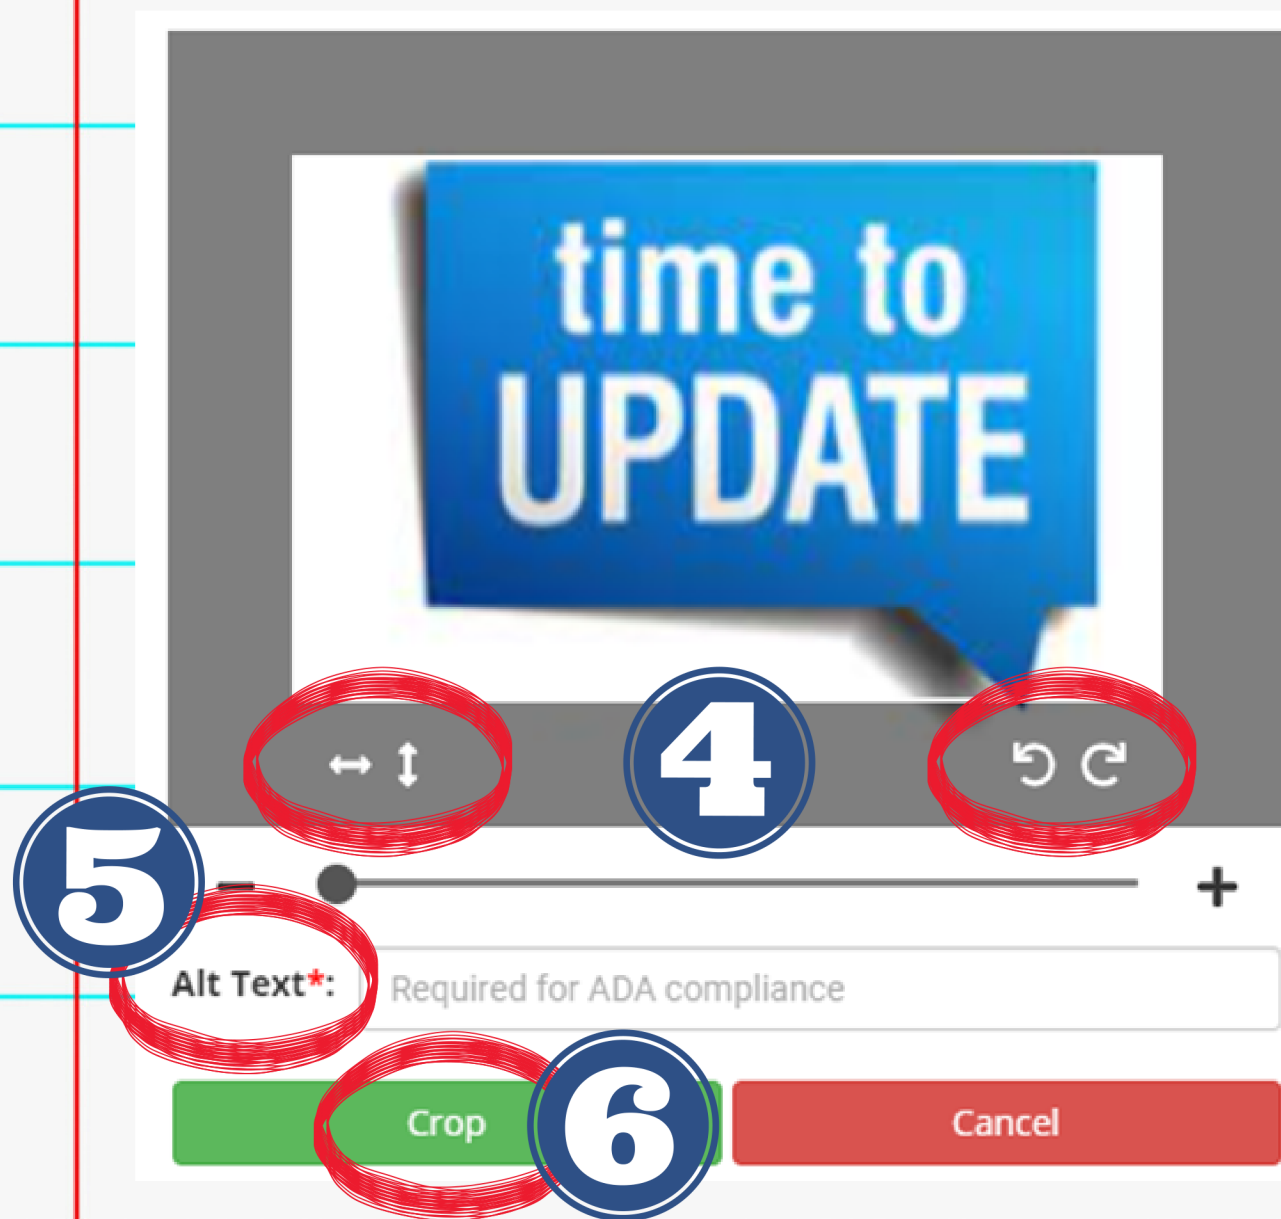 time to
UPDATE
4
5
Alt Text*:
Required for ADA compliance
Crop
6
Cancel